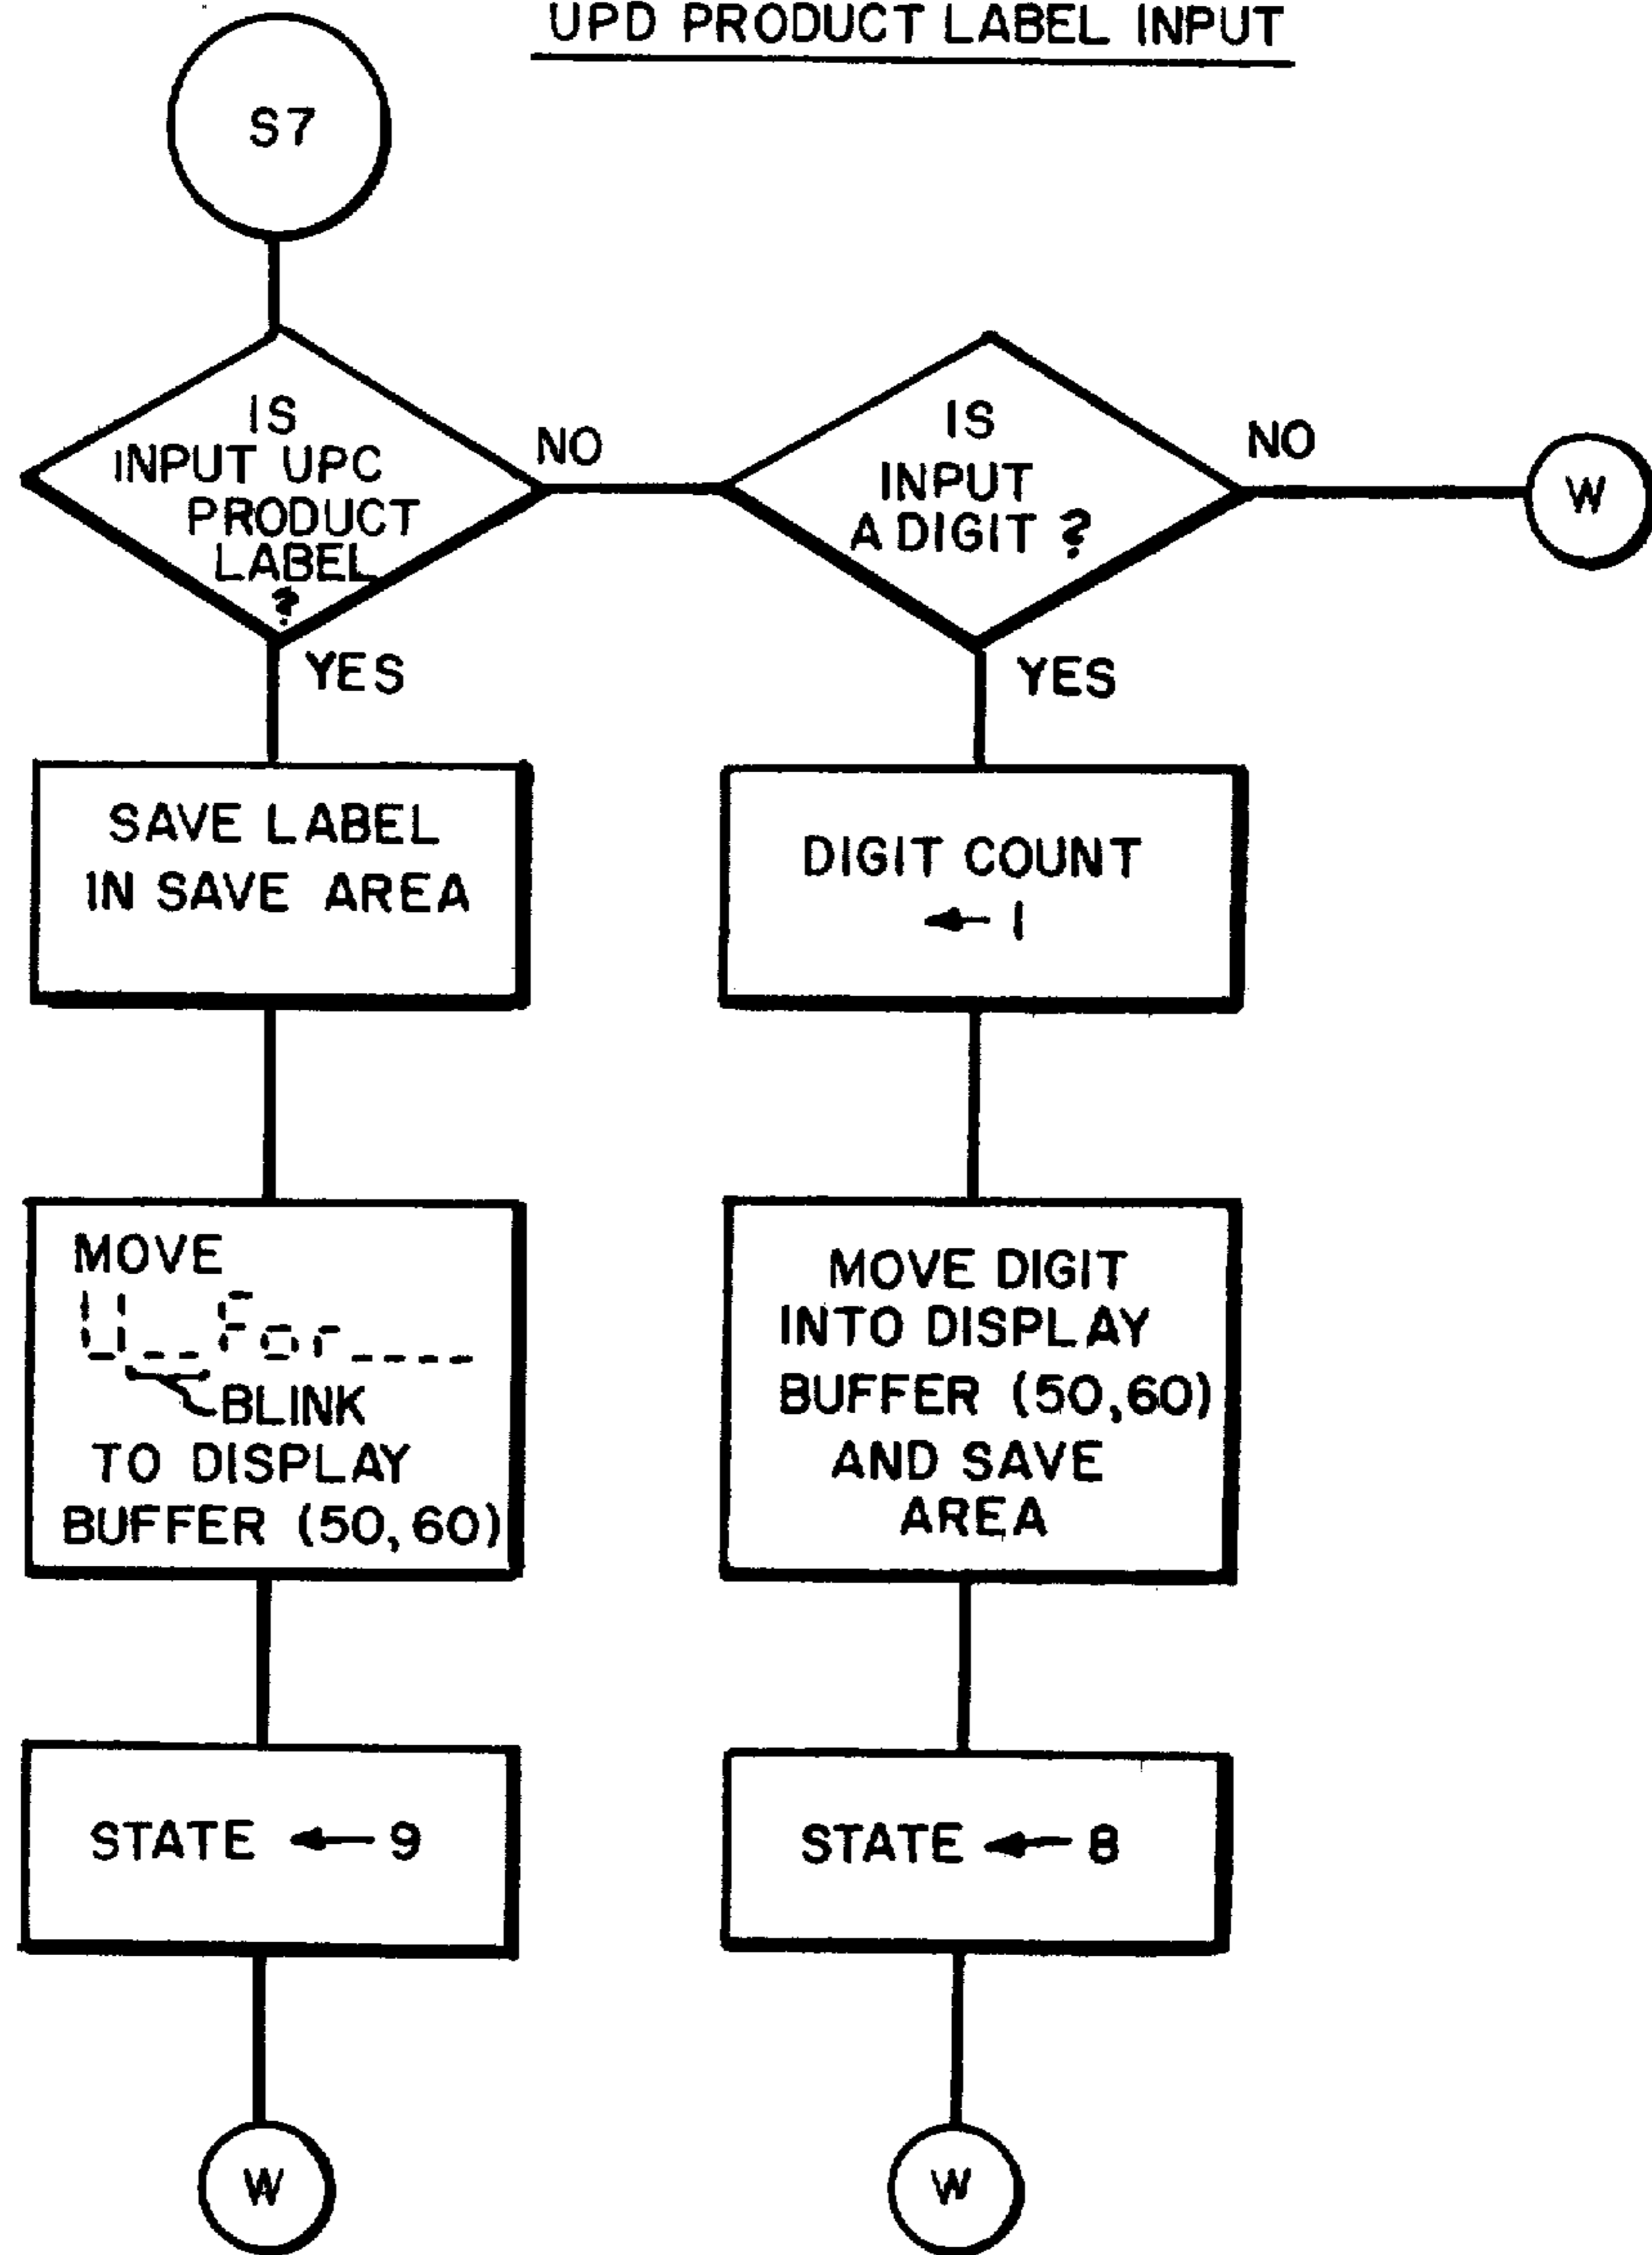 UPD PRODUCT LABEL INPUT
S7
IS
INPUT UPC
PRODUCT
LABEL
?
NO
IS
INPUT
A DIGIT ?
NO
W
YES
YES
SAVE LABEL
IN SAVE AREA
DIGIT COUNT
← 1
MOVE
U__For____
BLINK
TO DISPLAY
BUFFER (50,60)
MOVE DIGIT
INTO DISPLAY
BUFFER (50,60)
AND SAVE
AREA
STATE ← 9
STATE ← 8
W
W